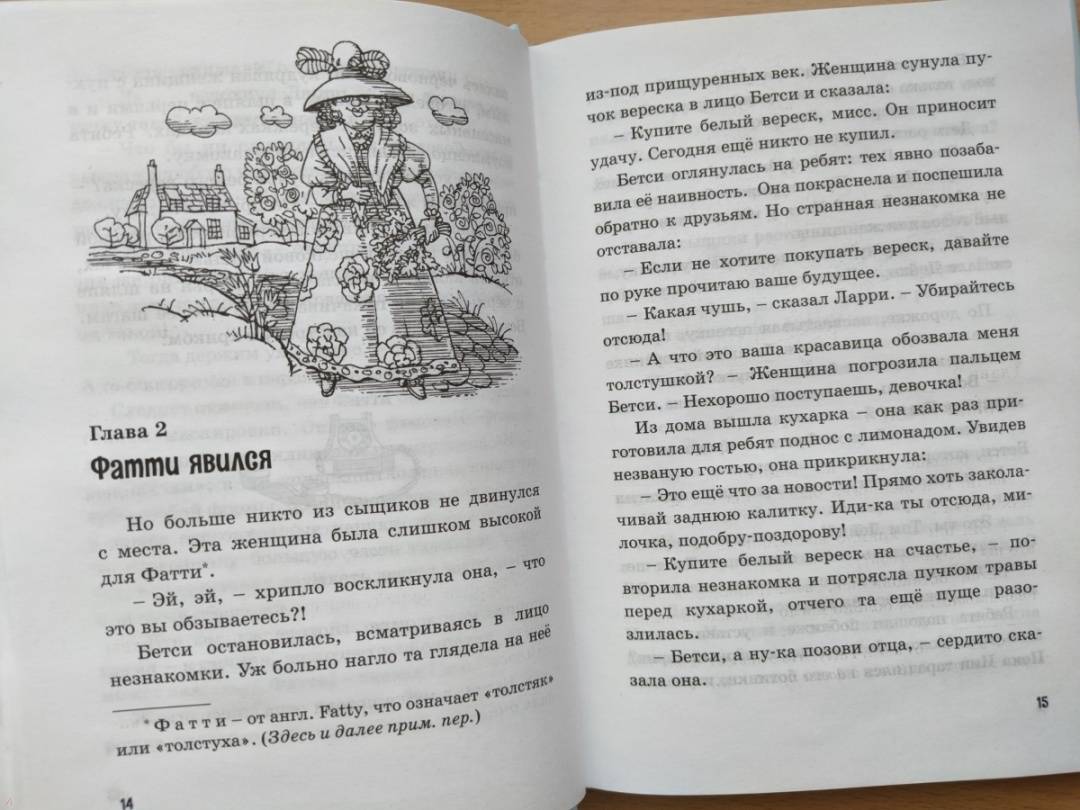 Глава 2
Фатти явился
Но больше никто из сыщиков не двинулся
с места. Эта женщина была слишком высокой
для Фатти*.
– Эй, эй, – хрипло воскликнула она, – что
это вы обзываетесь?!
Бетси остановилась, всматриваясь в лицо
незнакомки. Уж больно нагло та глядела на неё
* Фатти – от англ. Fatty, что означает «толстяк»
или «толстуха». (Здесь и далее прим. пер.)
14
из-под прищуренных век. Женщина сунула пу-
чок вереска в лицо Бетси и сказала:
– Купите белый вереск, мисс. Он приносит
удачу. Сегодня ещё никто не купил.
Бетси оглянулась на ребят: тех явно позаба-
вила её наивность. Она покраснела и поспешила
обратно к друзьям. Но странная незнакомка не
отставала:
– Если не хотите покупать вереск, давайте
по руке прочитаю ваше будущее.
– Какая чушь, – сказал Ларри. – Убирайтесь
отсюда!
– А что это ваша красавица обозвала меня
толстушкой? – Женщина погрозила пальцем
Бетси. – Нехорошо поступаешь, девочка!
Из дома вышла кухарка – она как раз при-
готовила для ребят поднос с лимонадом. Увидев
незваную гостью, она прикрикнула:
– Это ещё что за новости! Прямо хоть закола-
чивай заднюю калитку. Иди-ка ты отсюда, ми-
лочка, подобру-поздорову!
– Купите белый вереск на счастье, – по-
вторила незнакомка и потрясла пучком травы
перед кухаркой, отчего та ещё пуще разо-
злилась.
– Бетси, а ну-ка позови отца, – сердито ска-
зала она.
15